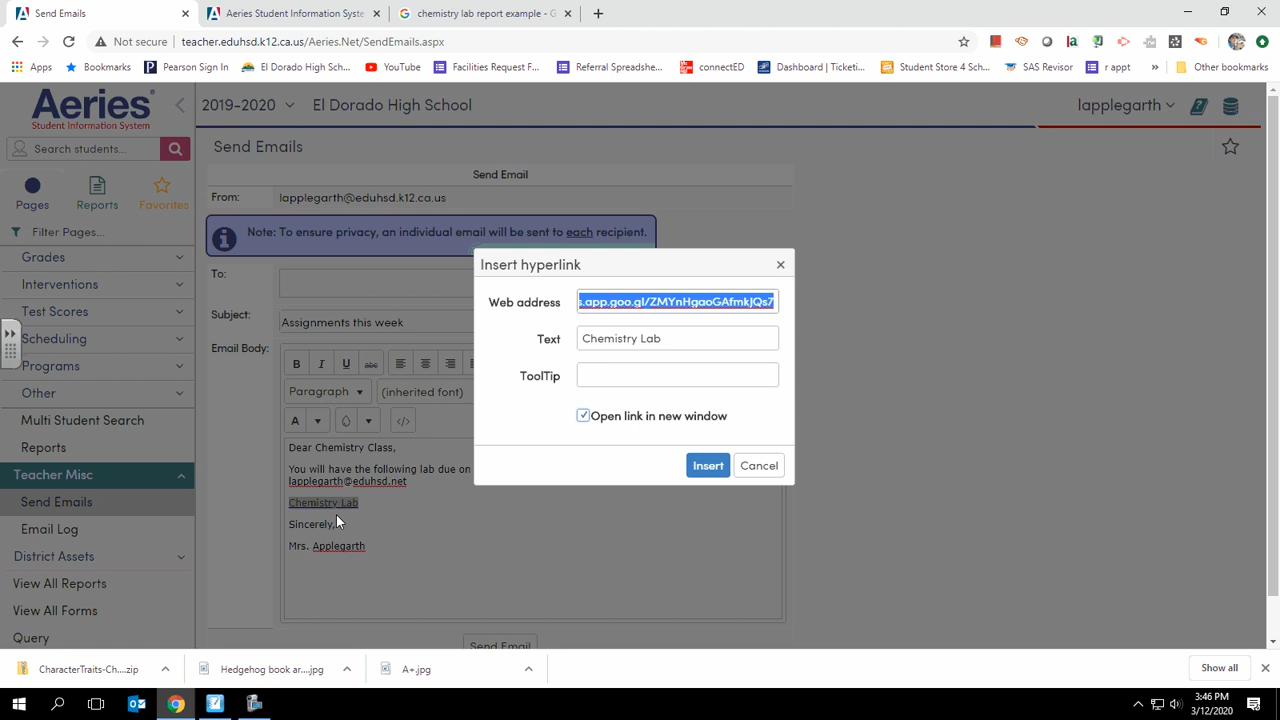 Send Emails
Aeries Student Information Syste
chemistry lab report example - G
Not secure
teacher.eduhsd.k12.ca.us/Aeries.Net/SendEmails.aspx
Apps
Bookmarks
Pearson Sign In
El Dorado High Scho...
YouTube
Facilities Request F...
Referral Spreadshe...
connectED
Dashboard | Ticketi...
Student Store 4 Sch...
SAS Revisor
r appt
»
Other bookmarks
Aeries
Student Information System
2019-2020
El Dorado High School
lapplegarth
Search students...
Send Emails
Pages
Reports
Favorites
Filter Pages...
Grades
Interventions
Test Scores
Scheduling
Programs
Other
Multi Student Search
Reports
Teacher Misc
Send Emails
Email Log
District Assets
View All Reports
View All Forms
Query
Send Email
From:
lapplegarth@eduhsd.k12.ca.us
Note: To ensure privacy, an individual email will be sent to each recipient.
To:
Subject:
Assignments this week
Email Body:
B I U abc
Paragraph
(inherited font)
A
Dear Chemistry Class,
You will have the following lab due on
lapplegarth@eduhsd.net
Chemistry Lab
Sincerely,
Mrs. Applegarth
Send Email
Insert hyperlink
Web address
s.app.goo.gl/ZMYnHgaoGAfmkJQs7
Text
Chemistry Lab
ToolTip
Open link in new window
Insert
Cancel
CharacterTraits-Ch....zip
Hedgehog book ar....jpg
A+.jpg
Show all
3:46 PM
3/12/2020